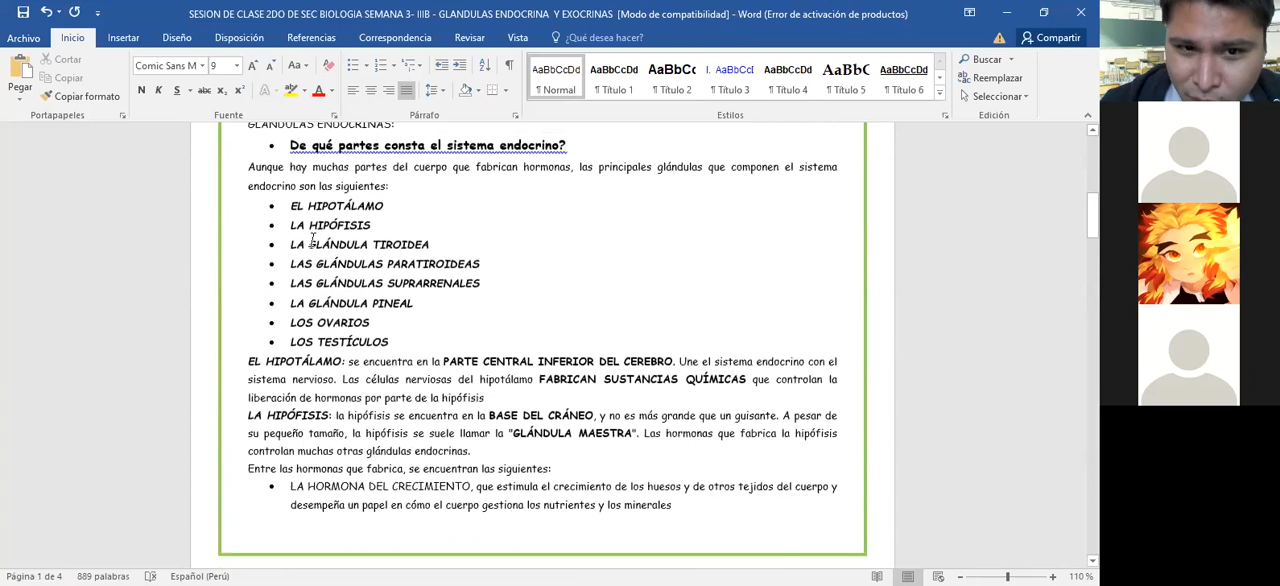 SESION DE CLASE 2DO DE SEC BIOLOGIA SEMANA 3- IIIB - GLANDULAS ENDOCRINA Y EXOCRINAS [Modo de compatibilidad] - Word (Error de activación de productos)
Archivo Inicio Insertar Diseño Disposición Referencias Correspondencia Revisar Vista ¿Qué desea hacer? Compartir
Pegar
Cortar
Copiar
Copiar formato
Portapapeles
Comic Sans M 9
N K S abc x₂ x² A A
Fuente
Párrafo
AaBbCcDd AaBbCcDd AaBbCc I. AaBbCcI AaBbCcDd AaBbC AaBbCcDd
¶ Normal ¶ Título 1 ¶ Título 2 ¶ Título 3 ¶ Título 4 ¶ Título 5 ¶ Título 6
Estilos
Buscar
Reemplazar
Seleccionar
Edición
GLANDULAS ENDOCRINAS:
• De qué partes consta el sistema endocrino?
Aunque hay muchas partes del cuerpo que fabrican hormonas, las principales glándulas que componen el sistema
endocrino son las siguientes:
• EL HIPOTÁLAMO
• LA HIPÓFISIS
• LA GLÁNDULA TIROIDEA
• LAS GLÁNDULAS PARATIROIDEAS
• LAS GLÁNDULAS SUPRARRENALES
• LA GLÁNDULA PINEAL
• LOS OVARIOS
• LOS TESTÍCULOS
EL HIPOTÁLAMO: se encuentra en la PARTE CENTRAL INFERIOR DEL CEREBRO. Une el sistema endocrino con el
sistema nervioso. Las células nerviosas del hipotálamo FABRICAN SUSTANCIAS QUÍMICAS que controlan la
liberación de hormonas por parte de la hipófisis
LA HIPÓFISIS: la hipófisis se encuentra en la BASE DEL CRÁNEO, y no es más grande que un guisante. A pesar de
su pequeño tamaño, la hipófisis se suele llamar la "GLÁNDULA MAESTRA". Las hormonas que fabrica la hipófisis
controlan muchas otras glándulas endocrinas.
Entre las hormonas que fabrica, se encuentran las siguientes:
• LA HORMONA DEL CRECIMIENTO, que estimula el crecimiento de los huesos y de otros tejidos del cuerpo y
desempeña un papel en cómo el cuerpo gestiona los nutrientes y los minerales
Página 1 de 4 889 palabras Español (Perú) 110 %